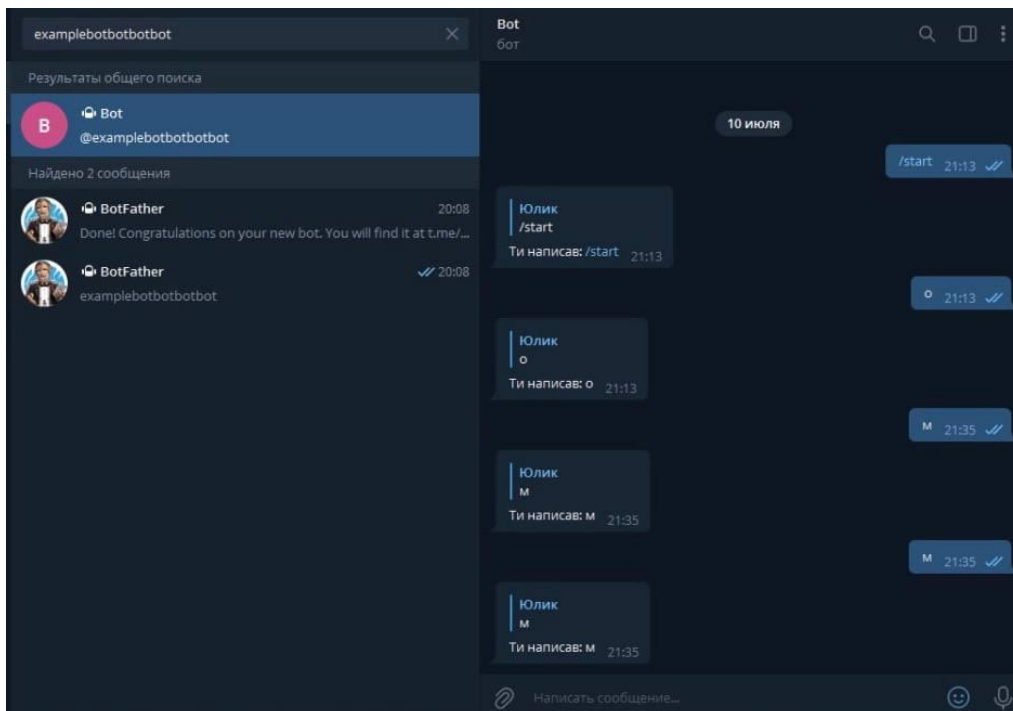 examplebotbotbotbot
Результаты общего поиска
Bot
@examplebotbotbotbot
Найдено 2 сообщения
BotFather 20:08
Done! Congratulations on your new bot. You will find it at t.me/...
BotFather 20:08
examplebotbotbotbot
Bot
бот
10 июля
/start 21:13
Юлик
/start
Ти написав: /start 21:13
о 21:13
Юлик
о
Ти написав: о 21:13
м 21:35
Юлик
м
Ти написав: м 21:35
м 21:35
Юлик
м
Ти написав: м 21:35
Написать сообщение...
B